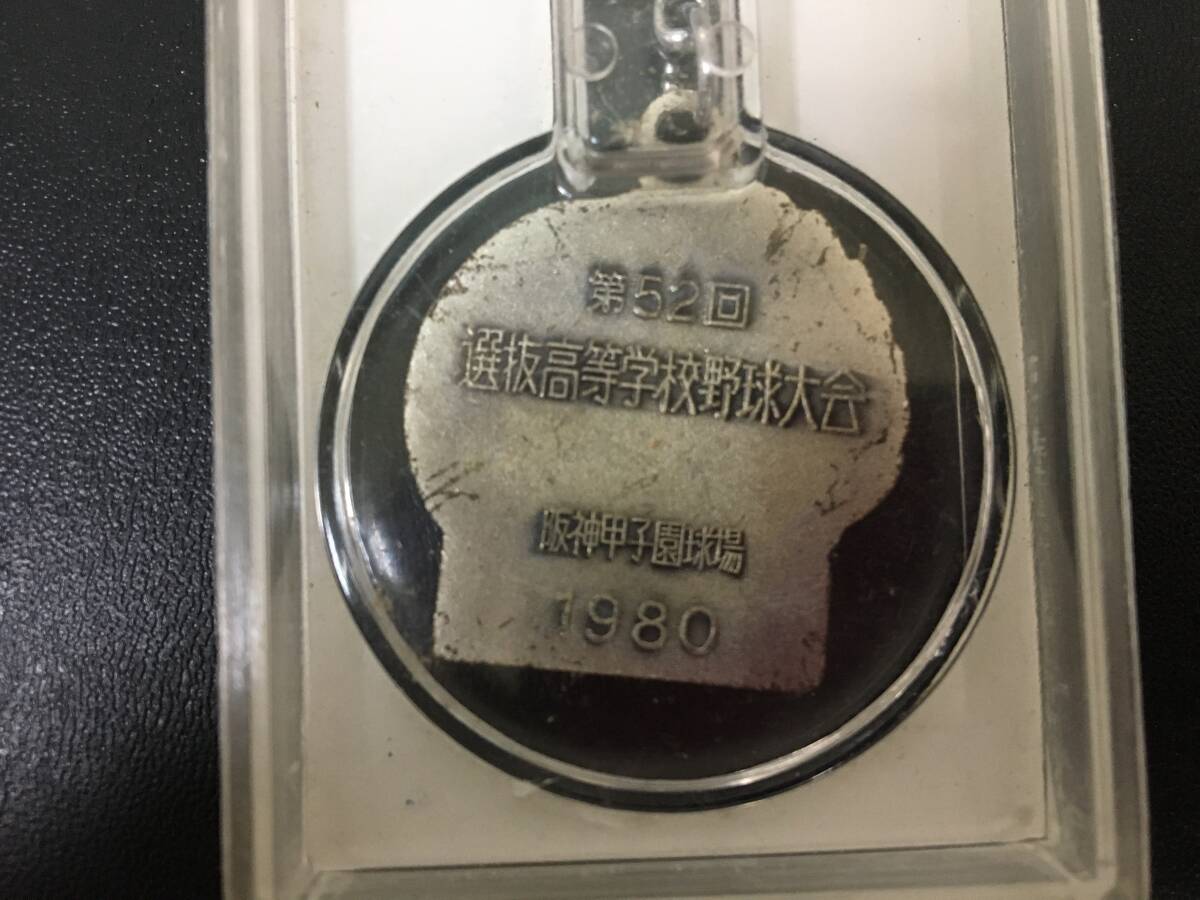 第52回
選抜高等学校野球大会
阪神甲子園球場
1980